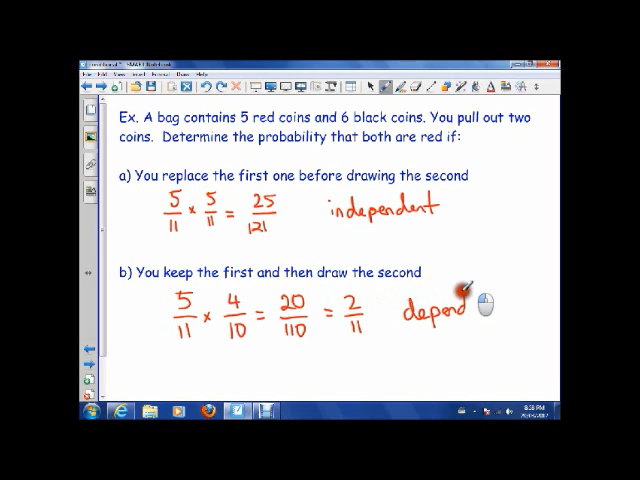 Ex. A bag contains 5 red coins and 6 black coins. You pull out two
coins. Determine the probability that both are red if:
a) You replace the first one before drawing the second
5/11 × 5/11 = 25/121 independent
b) You keep the first and then draw the second
5/11 × 4/10 = 20/110 = 2/11 depend
8:38 PM